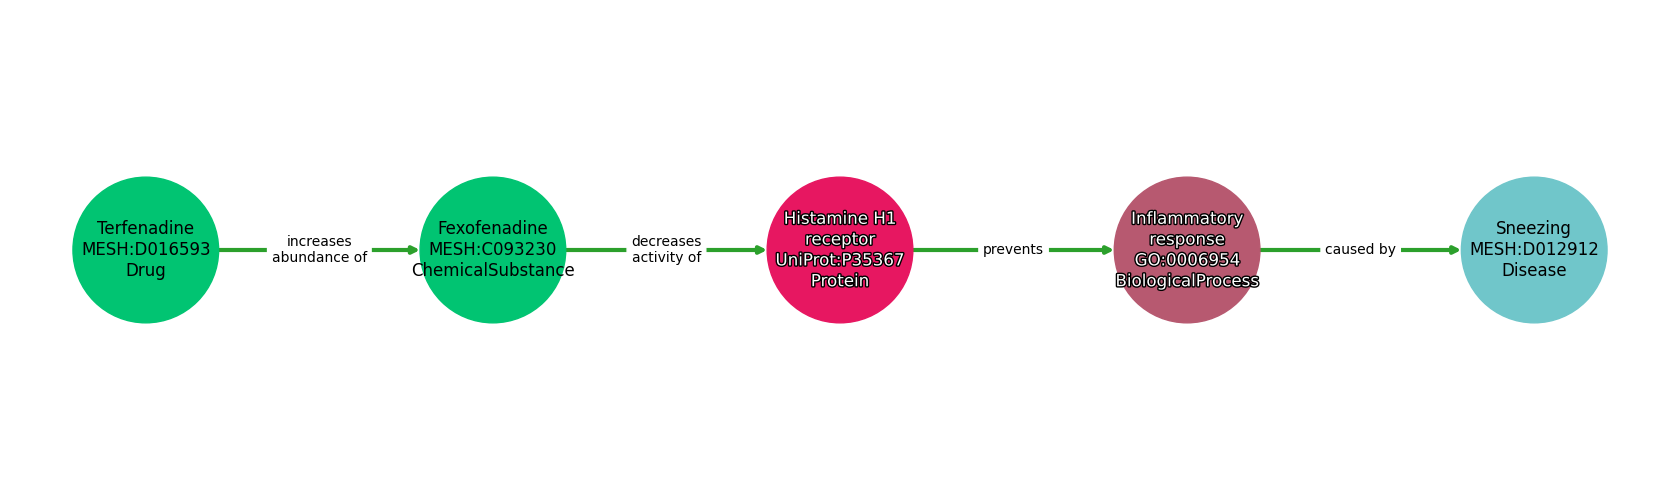 Terfenadine
MESH:D016593
Drug
increases
abundance of
Fexofenadine
MESH:C093230
ChemicalSubstance
decreases
activity of
Histamine H1
receptor
UniProt:P35367
Protein
prevents
Inflammatory
response
GO:0006954
BiologicalProcess
caused by
Sneezing
MESH:D012912
Disease